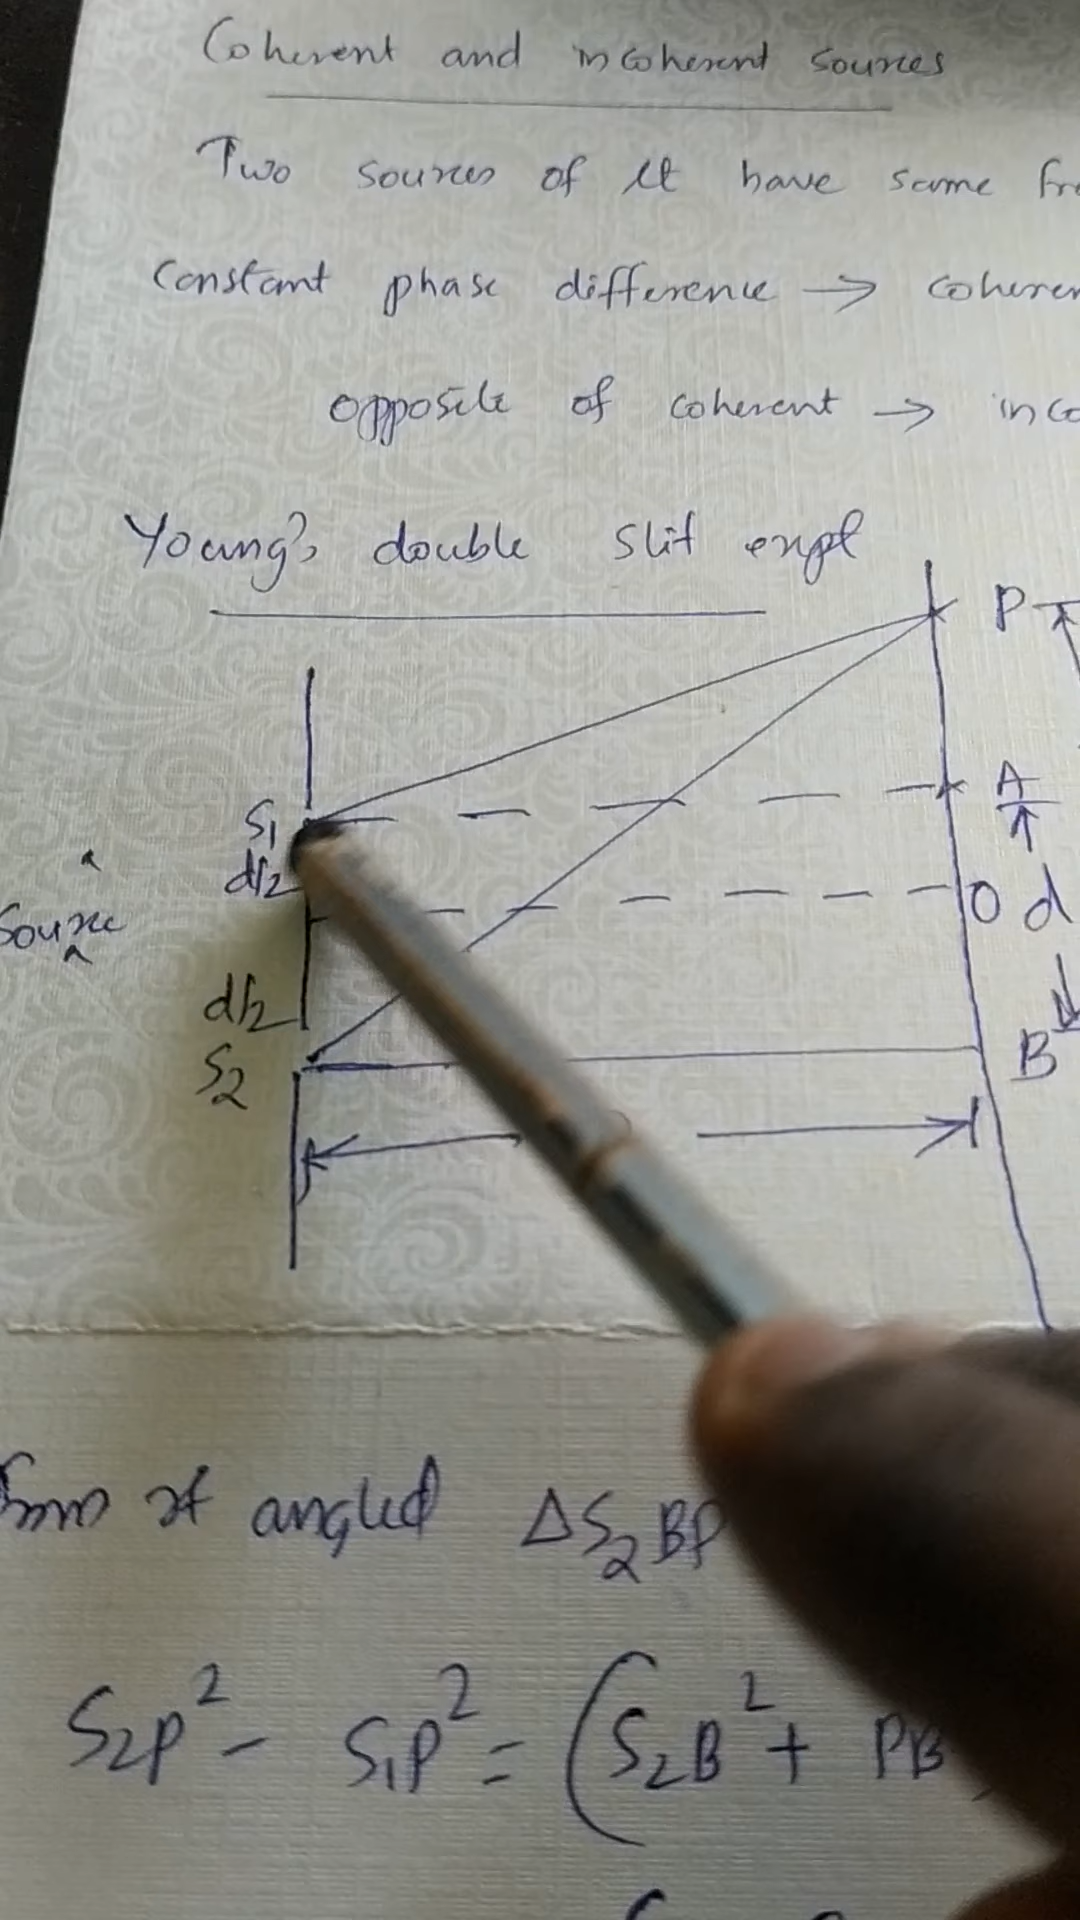 Coherent and incoherent sources
Two sources of lt have same fre
constant phase difference → coheren
opposite of coherent → inco
Young's double slit expt
P
S1
A
d/2
Source
O d
d/2
S2
B
angled ΔS2BP
S2P² - S1P² = (S2B² + PB